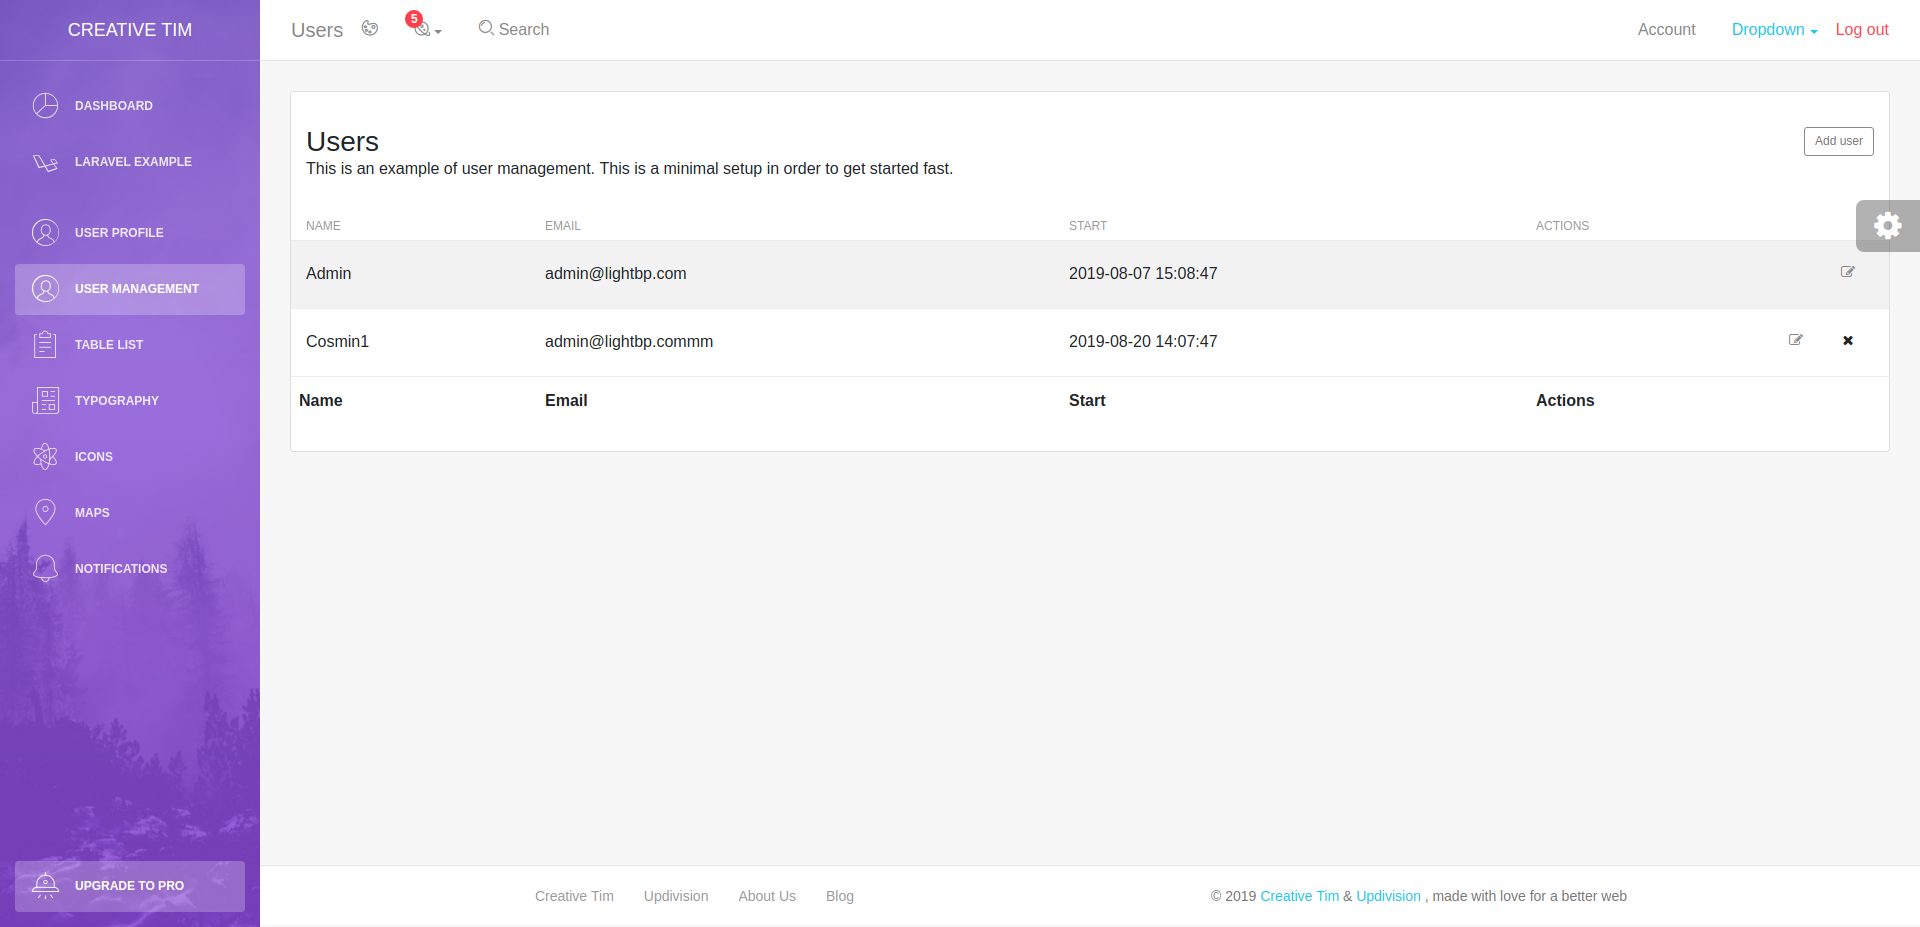 CREATIVE TIM
DASHBOARD
LARAVEL EXAMPLE
USER PROFILE
USER MANAGEMENT
TABLE LIST
TYPOGRAPHY
ICONS
MAPS
NOTIFICATIONS
UPGRADE TO PRO
Users 5 Search Account Dropdown Log out
Users
Add user
This is an example of user management. This is a minimal setup in order to get started fast.
NAME EMAIL START ACTIONS
Admin admin@lightbp.com 2019-08-07 15:08:47
Cosmin1 admin@lightbp.commm 2019-08-20 14:07:47
Name Email Start Actions
Creative Tim Updivision About Us Blog © 2019 Creative Tim & Updivision , made with love for a better web